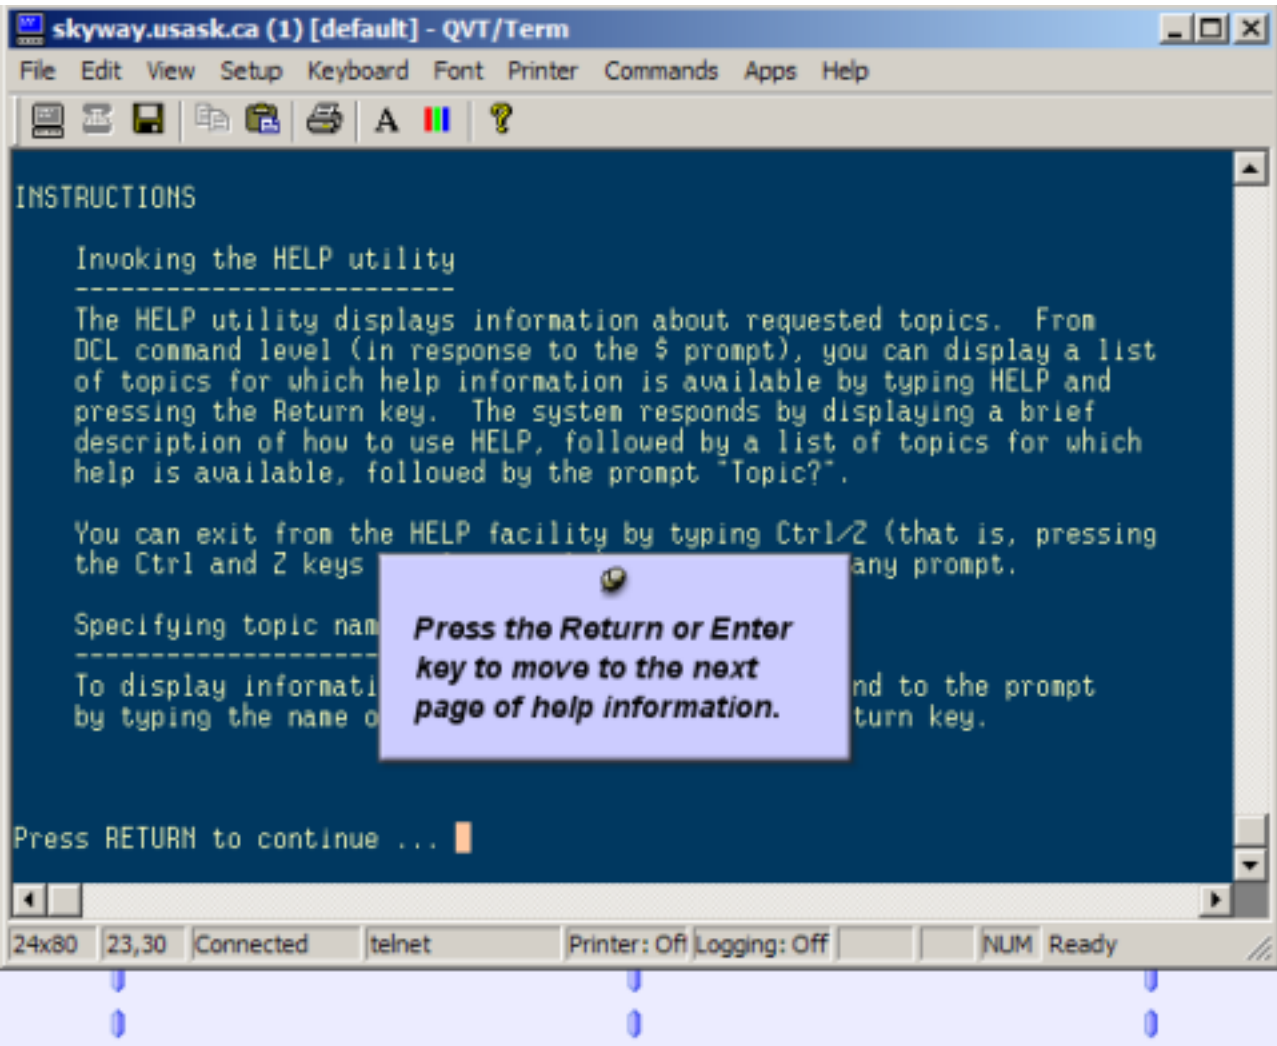 skyway.usask.ca (1) [default] - QVT/Term
File Edit View Setup Keyboard Font Printer Commands Apps Help
INSTRUCTIONS
Invoking the HELP utility
-------------------------
The HELP utility displays information about requested topics. From
DCL command level (in response to the $ prompt), you can display a list
of topics for which help information is available by typing HELP and
pressing the Return key. The system responds by displaying a brief
description of how to use HELP, followed by a list of topics for which
help is available, followed by the prompt "Topic?".
You can exit from the HELP facility by typing Ctrl/Z (that is, pressing
the Ctrl and Z keys any prompt.
Specifying topic nam
--------------------
To display informati nd to the prompt
by typing the name o turn key.
Press the Return or Enter
key to move to the next
page of help information.
Press RETURN to continue ...
24x80 23,30 Connected telnet Printer: Off Logging: Off NUM Ready